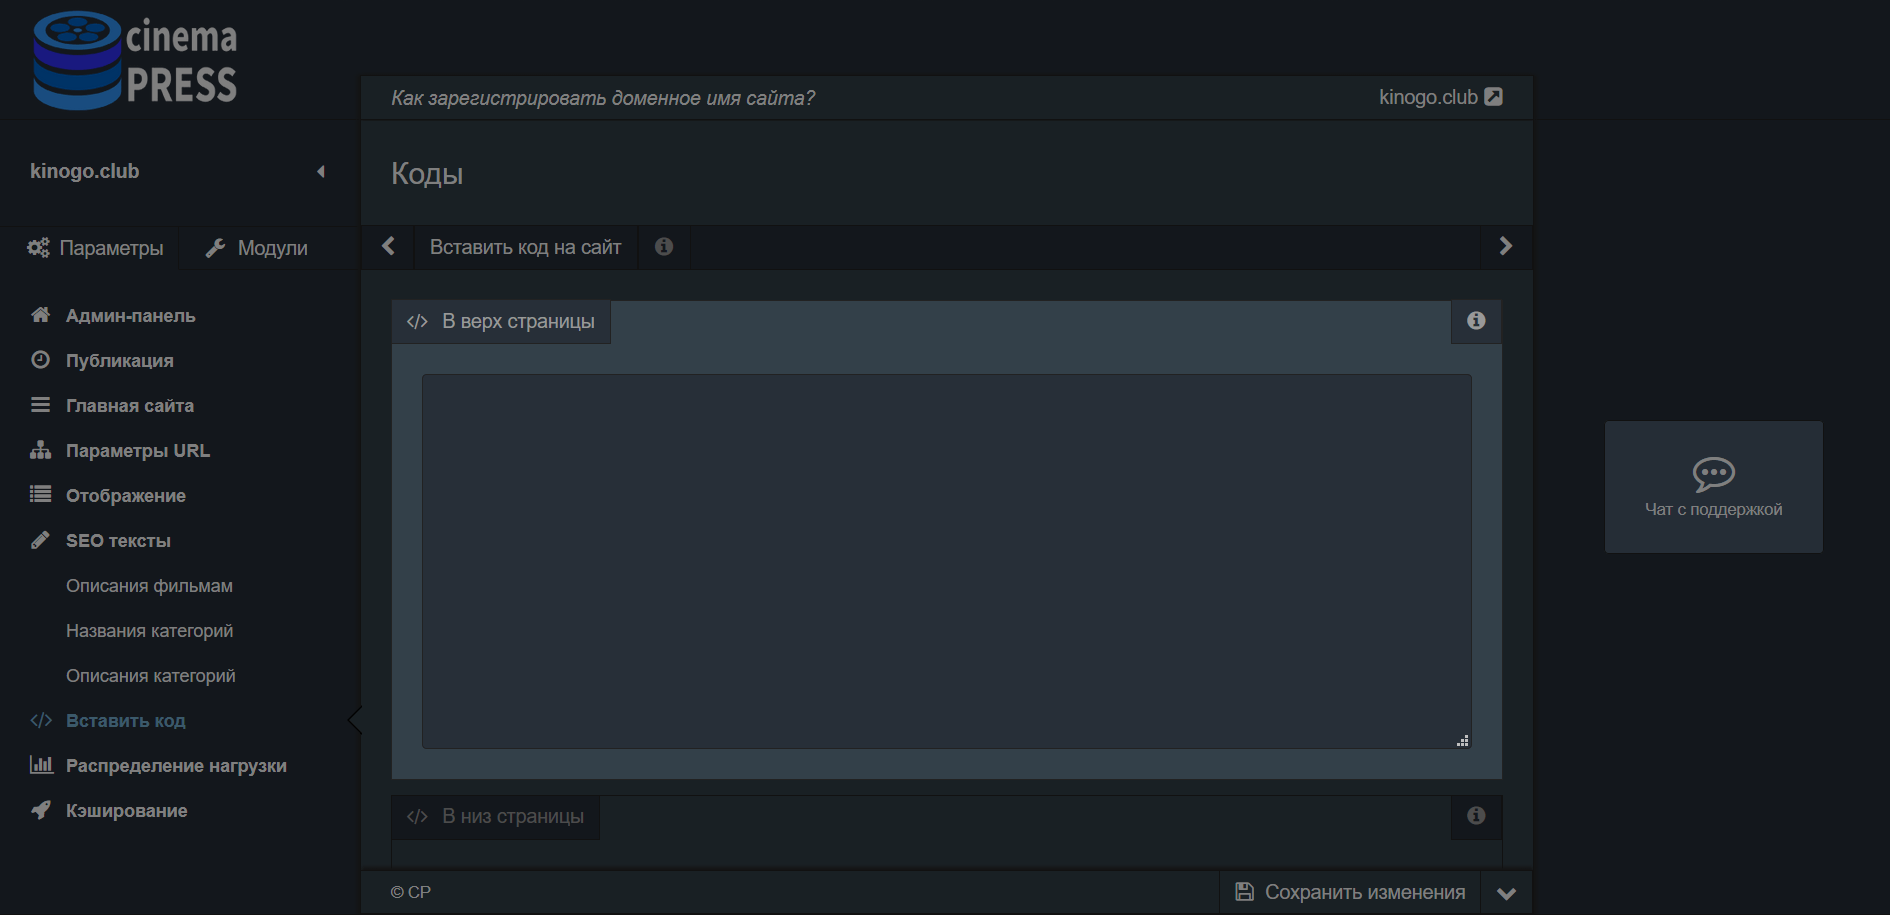 cinema
PRESS
Как зарегистрировать доменное имя сайта?
kinogo.club
kinogo.club
Коды
Параметры
Модули
Вставить код на сайт
Админ-панель
Публикация
Главная сайта
Параметры URL
Отображение
SEO тексты
Описания фильмам
Названия категорий
Описания категорий
Вставить код
Распределение нагрузки
Кэширование
</> В верх страницы
Чат с поддержкой
</> В низ страницы
© CP
Сохранить изменения